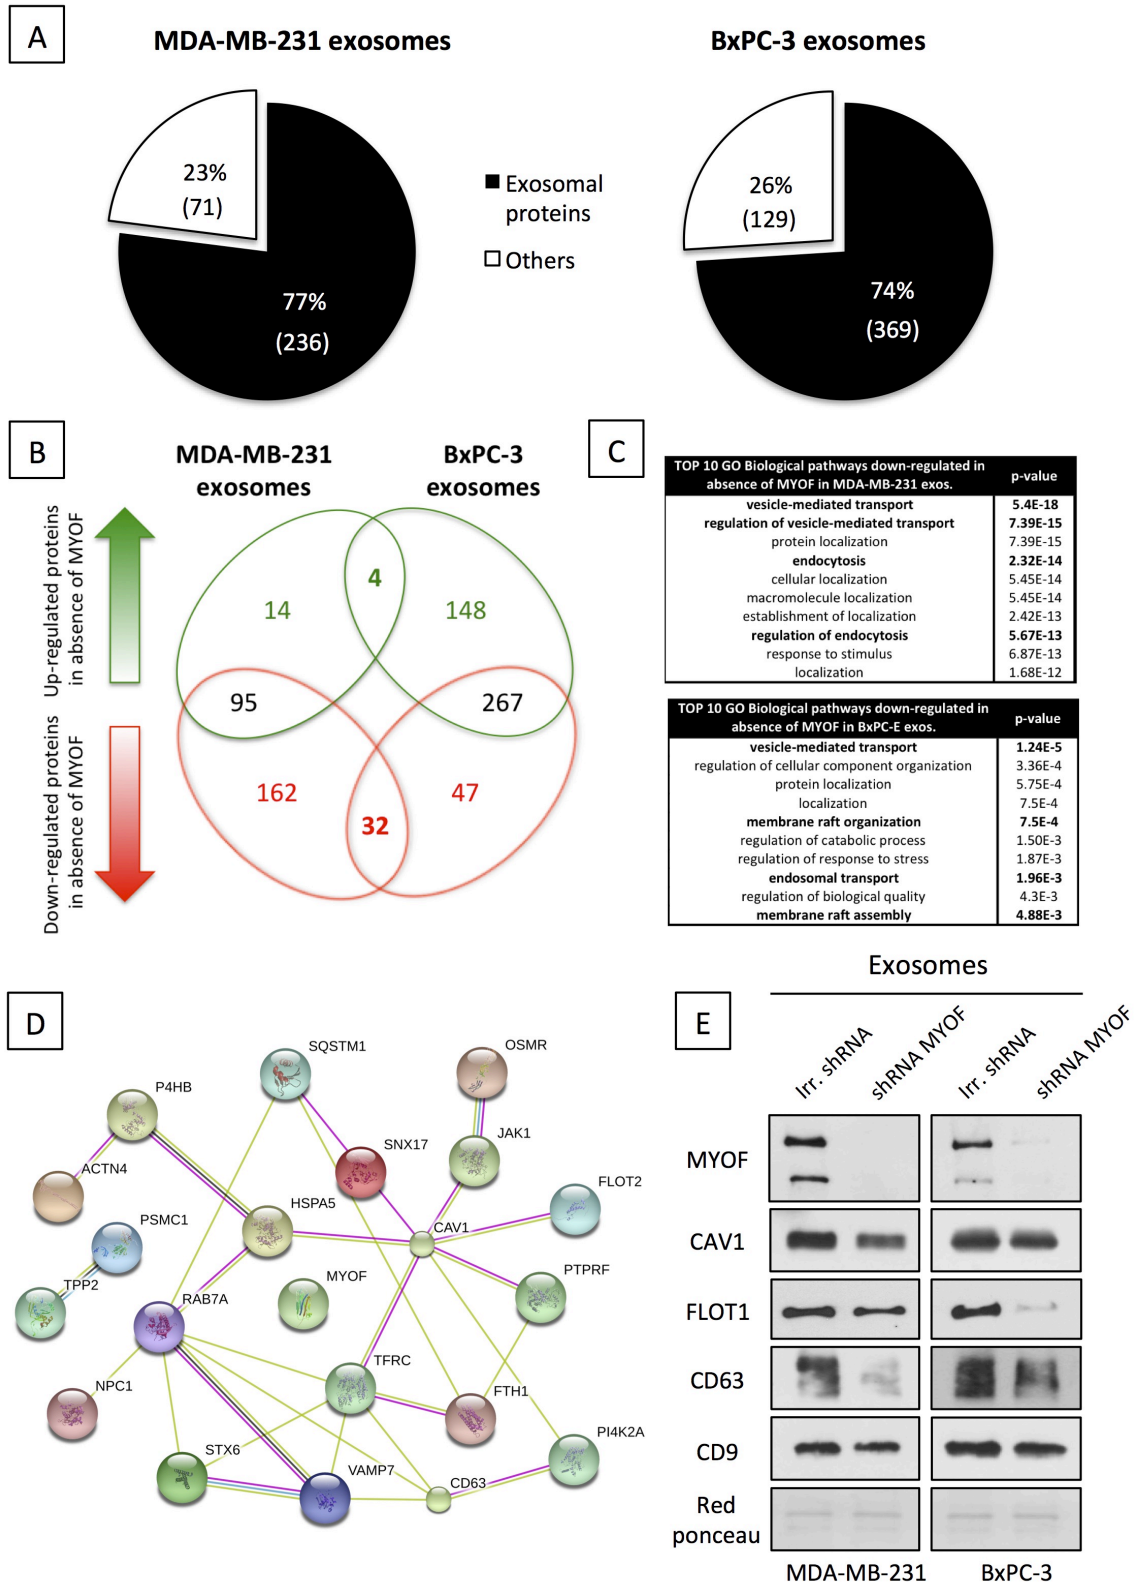 A
MDA-MB-231 exosomes
BxPC-3 exosomes
23%
(71)
77%
(236)
Exosomal
proteins
Others
26%
(129)
74%
(369)
B
MDA-MB-231
exosomes
BxPC-3
exosomes
Up-regulated proteins
in absence of MYOF
Down-regulated proteins
in absence of MYOF
4
14
148
95
267
162
47
32
C
TOP 10 GO Biological pathways down-regulated in
absence of MYOF in MDA-MB-231 exos.
p-value
vesicle-mediated transport 5.4E-18
regulation of vesicle-mediated transport 7.39E-15
protein localization 7.39E-15
endocytosis 2.32E-14
cellular localization 5.45E-14
macromolecule localization 5.45E-14
establishment of localization 2.42E-13
regulation of endocytosis 5.67E-13
response to stimulus 6.87E-13
localization 1.68E-12
TOP 10 GO Biological pathways down-regulated in
absence of MYOF in BxPC-E exos.
p-value
vesicle-mediated transport 1.24E-5
regulation of cellular component organization 3.36E-4
protein localization 5.75E-4
localization 7.5E-4
membrane raft organization 7.5E-4
regulation of catabolic process 1.50E-3
regulation of response to stress 1.87E-3
endosomal transport 1.96E-3
regulation of biological quality 4.3E-3
membrane raft assembly 4.88E-3
D
SQSTM1
OSMR
P4HB
JAK1
SNX17
ACTN4
FLOT2
HSPA5
PSMC1
CAV1
MYOF
PTPRF
TPP2
RAB7A
TFRC
NPC1
FTH1
PI4K2A
STX6
VAMP7
CD63
E
Exosomes
Irr. shRNA
shRNA MYOF
Irr. shRNA
shRNA MYOF
MYOF
CAV1
FLOT1
CD63
CD9
Red
ponceau
MDA-MB-231
BxPC-3